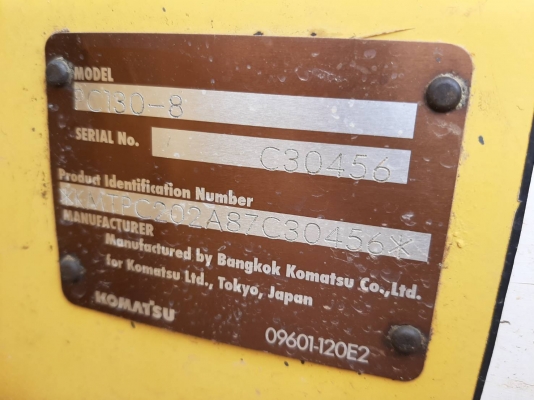 MODEL
PC130-8
SERIAL No.
C30456
Product Identification Number
*KMTPC202A87C30456*
MANUFACTURER
Manufactured by Bangkok Komatsu Co.,Ltd.
for Komatsu Ltd., Tokyo, Japan
KOMATSU
09601-120E2